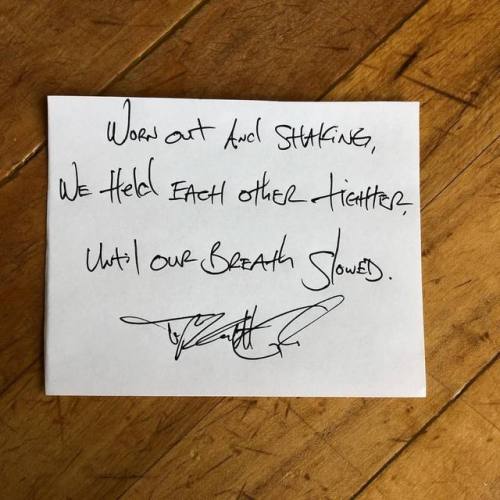 Worn out and shaking,
We held each other tighter,
until our breath slowed.